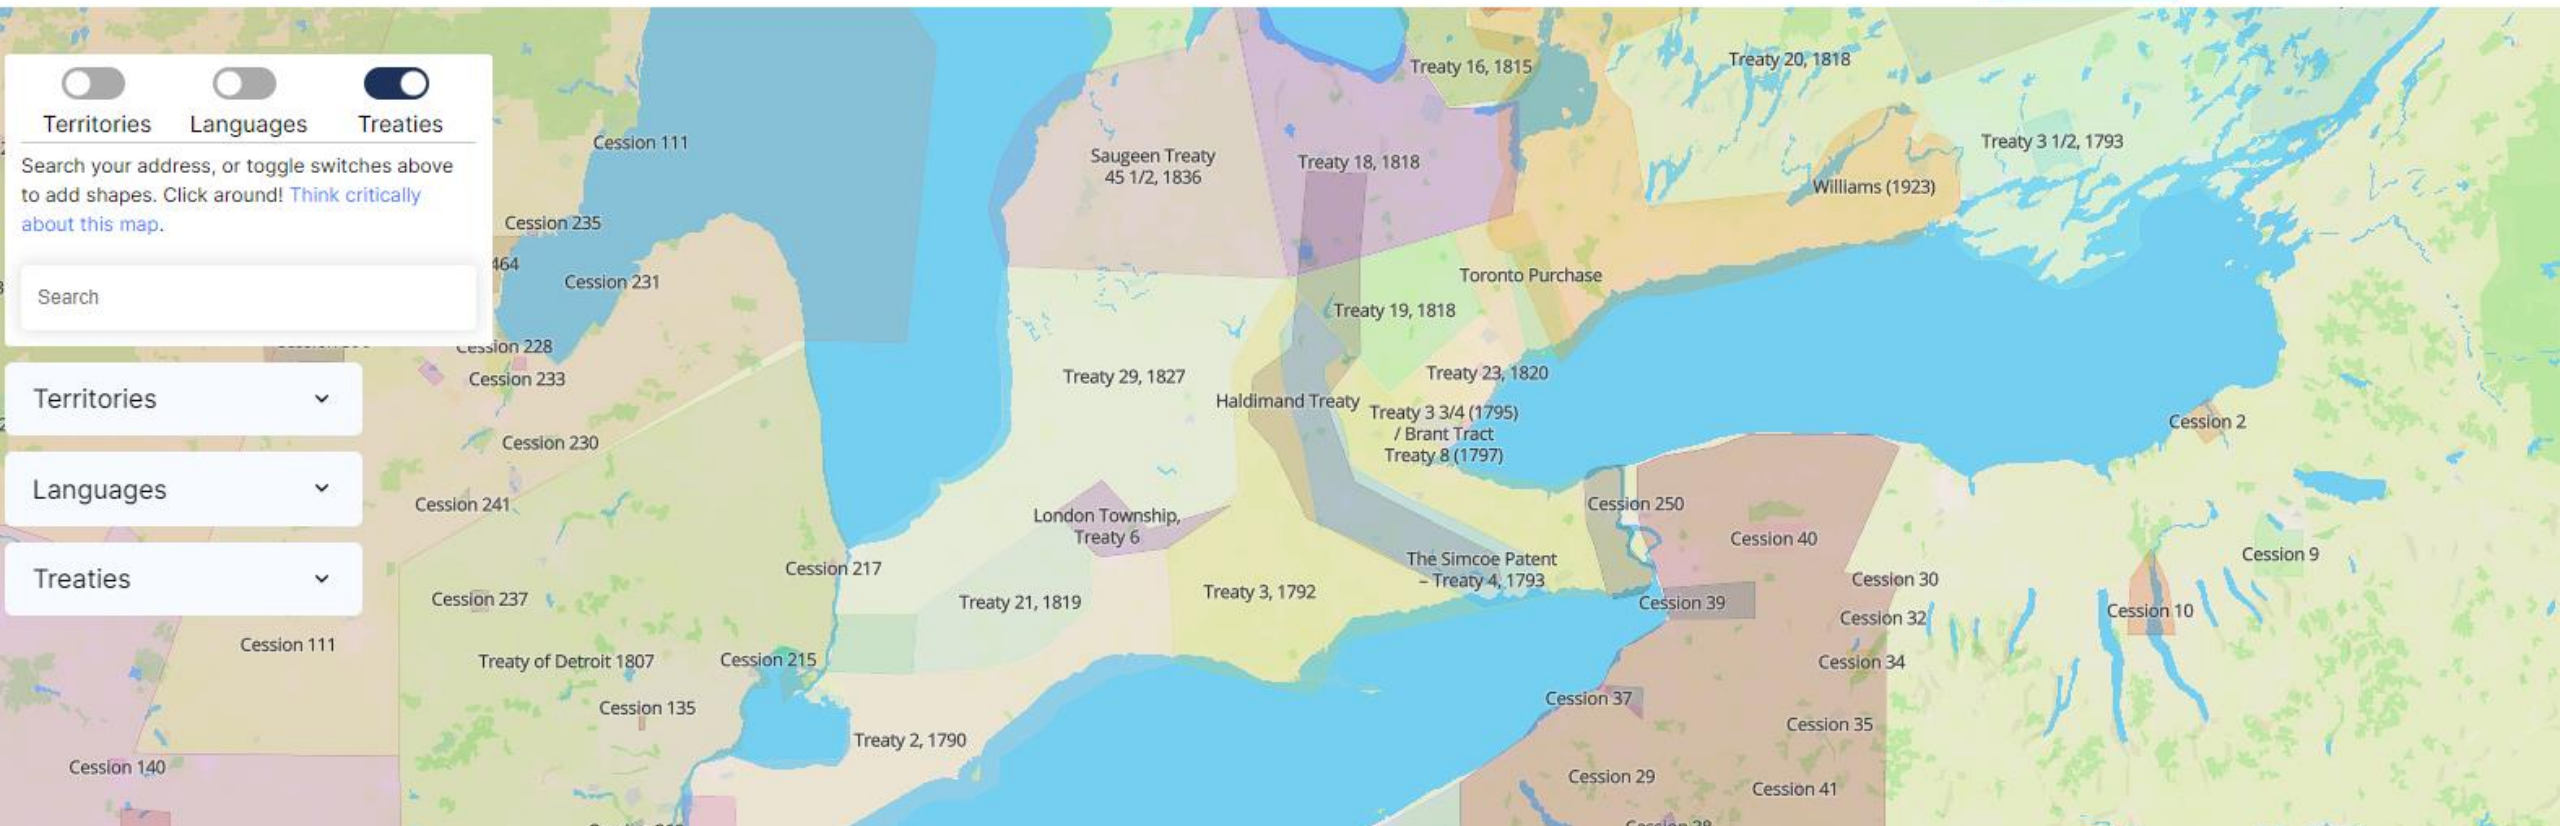 Territories
Languages
Treaties
Search your address, or toggle switches above
to add shapes. Click around! Think critically
about this map.
Search
Territories
Languages
Treaties
Treaty 16, 1815
Treaty 20, 1818
Cession 111
Saugeen Treaty
45 1/2, 1836
Treaty 18, 1818
Treaty 3 1/2, 1793
Williams (1923)
Cession 235
464
Cession 231
Toronto Purchase
Treaty 19, 1818
Cession 228
Cession 233
Treaty 29, 1827
Treaty 23, 1820
Haldimand Treaty
Treaty 3 3/4 (1795)
/ Brant Tract
Treaty 8 (1797)
Cession 2
Cession 230
Cession 241
London Township,
Treaty 6
Cession 250
Cession 40
Cession 9
Cession 217
The Simcoe Patent
– Treaty 4, 1793
Cession 30
Cession 237
Treaty 21, 1819
Treaty 3, 1792
Cession 39
Cession 32
Cession 10
Cession 111
Treaty of Detroit 1807
Cession 215
Cession 34
Cession 135
Cession 37
Cession 35
Treaty 2, 1790
Cession 140
Cession 29
Cession 41